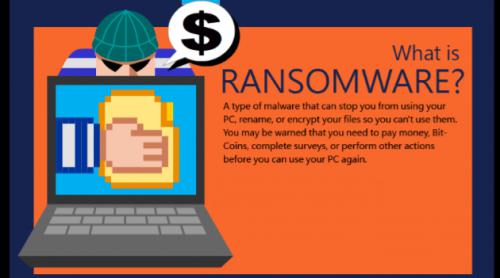 $
What is
RANSOMWARE?
A type of malware that can stop you from using your
PC, rename, or encrypt your files so you can't use them.
You may be warned that you need to pay money, Bit-
Coins, complete surveys, or perform other actions
before you can use your PC again.